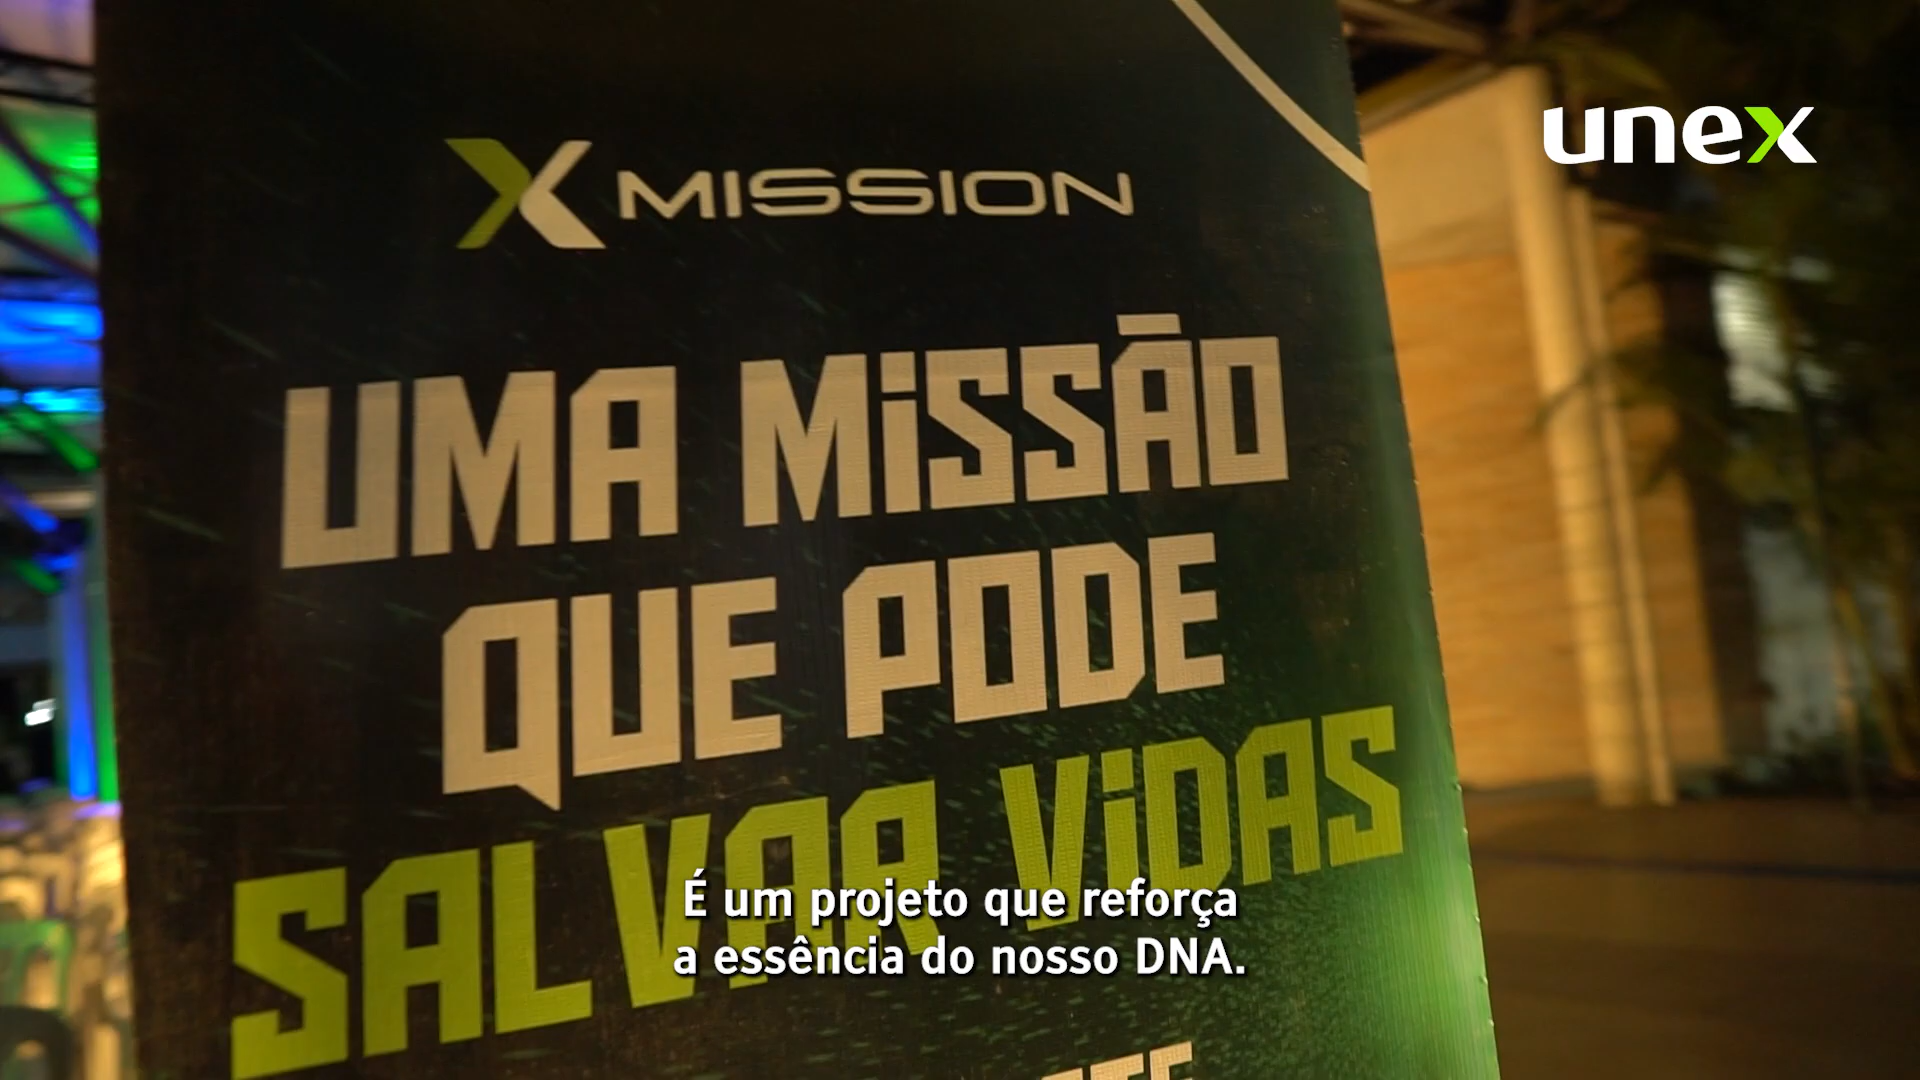 unex
X MISSION
UMA MiSSÃO
QUE PODE
SALVAR ViDAS
É um projeto que reforça
a essência do nosso DNA.